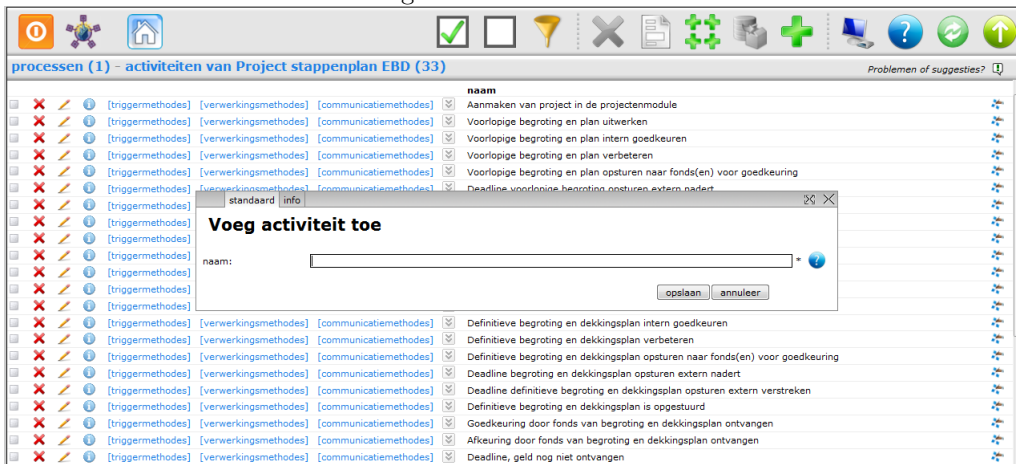 processen (1) - activiteiten van Project stappenplan EBD (33)
Problemen of suggesties?
naam
[triggermethodes] [verwerkingsmethodes] [communicatiemethodes] Aanmaken van project in de projectenmodule
[triggermethodes] [verwerkingsmethodes] [communicatiemethodes] Voorlopige begroting en plan uitwerken
[triggermethodes] [verwerkingsmethodes] [communicatiemethodes] Voorlopige begroting en plan intern goedkeuren
[triggermethodes] [verwerkingsmethodes] [communicatiemethodes] Voorlopige begroting en plan verbeteren
[triggermethodes] [verwerkingsmethodes] [communicatiemethodes] Voorlopige begroting en plan opsturen naar fonds(en) voor goedkeuring
[triggermethodes] [verwerkingsmethodes] [communicatiemethodes] Deadline voorlopige begroting opsturen extern nadert
[triggermethodes]
standaard info
[triggermethodes]
Voeg activiteit toe
[triggermethodes]
[triggermethodes]
naam: *
[triggermethodes]
[triggermethodes]
opslaan annuleer
[triggermethodes]
[triggermethodes] [verwerkingsmethodes] [communicatiemethodes] Definitieve begroting en dekkingsplan intern goedkeuren
[triggermethodes] [verwerkingsmethodes] [communicatiemethodes] Definitieve begroting en dekkingsplan verbeteren
[triggermethodes] [verwerkingsmethodes] [communicatiemethodes] Definitieve begroting en dekkingsplan opsturen naar fonds(en) voor goedkeuring
[triggermethodes] [verwerkingsmethodes] [communicatiemethodes] Deadline begroting en dekkingsplan opsturen extern nadert
[triggermethodes] [verwerkingsmethodes] [communicatiemethodes] Deadline definitieve begroting en dekkingsplan opsturen extern verstreken
[triggermethodes] [verwerkingsmethodes] [communicatiemethodes] Definitieve begroting en dekkingsplan is opgestuurd
[triggermethodes] [verwerkingsmethodes] [communicatiemethodes] Goedkeuring door fonds van begroting en dekkingsplan ontvangen
[triggermethodes] [verwerkingsmethodes] [communicatiemethodes] Afkeuring door fonds van begroting en dekkingsplan ontvangen
[triggermethodes] [verwerkingsmethodes] [communicatiemethodes] Deadline, geld nog niet ontvangen